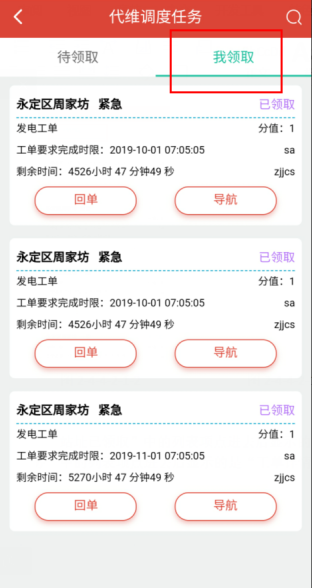 代维调度任务
待领取 我领取
永定区周家坊 紧急 已领取
发电工单 分值：1
工单要求完成时限：2019-10-01 07:05:05 sa
剩余时间：4526小时 47 分钟49 秒 zjjcs
回单 导航
永定区周家坊 紧急 已领取
发电工单 分值：1
工单要求完成时限：2019-10-01 07:05:05 sa
剩余时间：4526小时 47 分钟49 秒 zjjcs
回单 导航
永定区周家坊 紧急 已领取
发电工单 分值：1
工单要求完成时限：2019-11-01 07:05:05 sa
剩余时间：5270小时 47 分钟49 秒 zjjcs
回单 导航